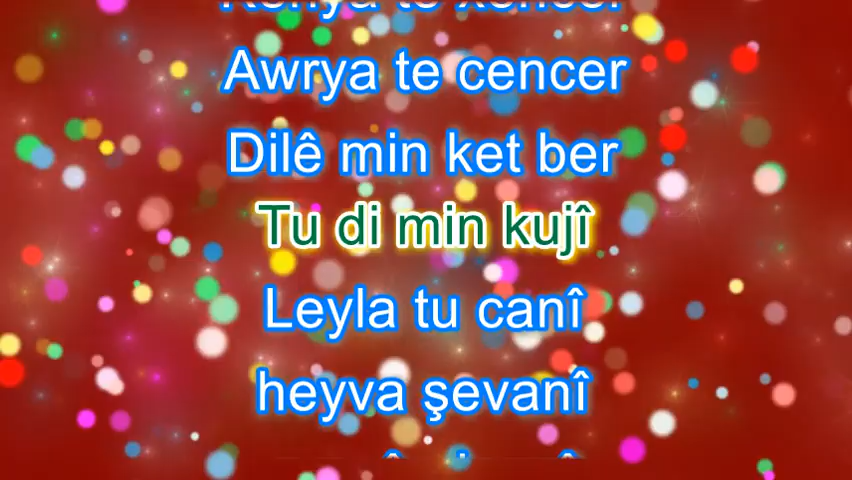 Awrya te cencer
Dilê min ket ber
Tu di min kujî
Leyla tu canî
heyva şevanî